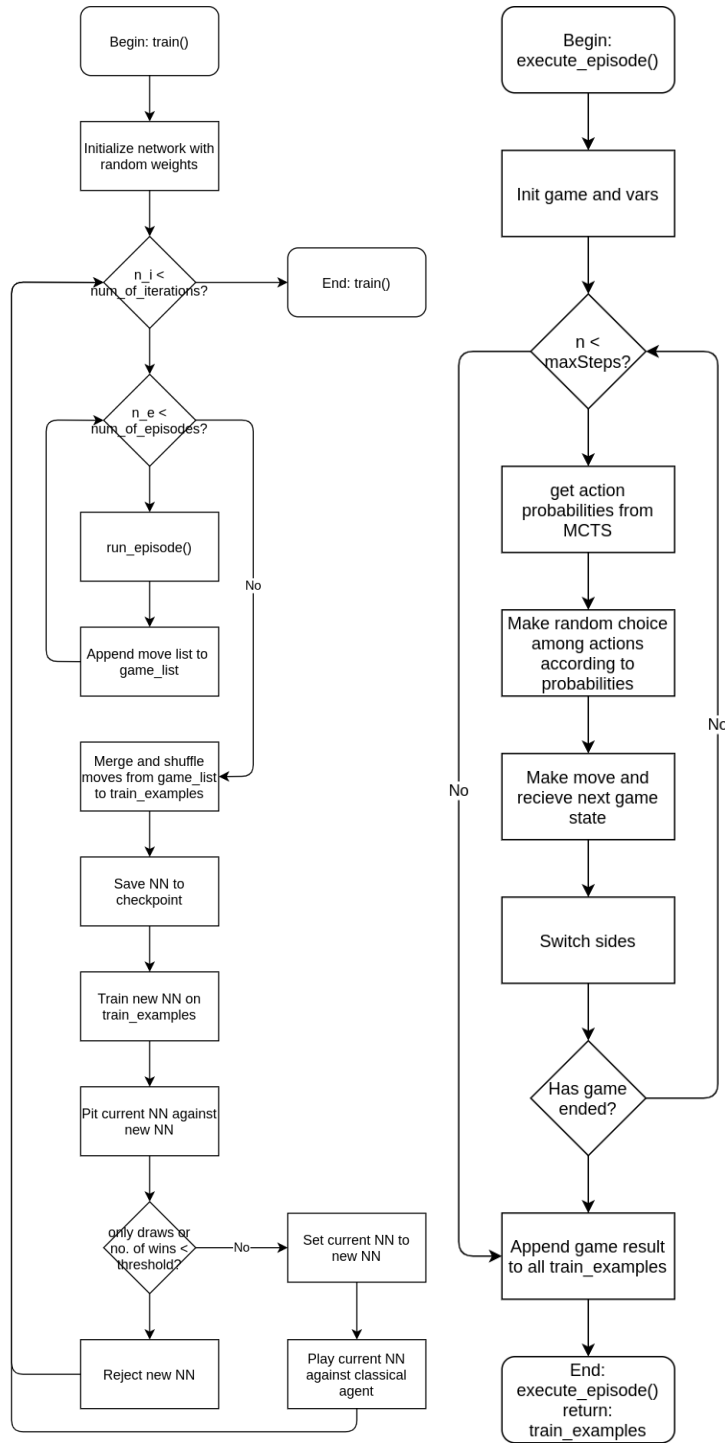 Begin: train()
Initialize network with
random weights
n_i <
num_of_iterations?
End: train()
n_e <
num_of_episodes?
run_episode()
No
Append move list to
game_list
Merge and shuffle
moves from game_list
to train_examples
Save NN to
checkpoint
Train new NN on
train_examples
Pit current NN against
new NN
only draws or
no. of wins <
threshold?
No
Set current NN to
new NN
Reject new NN
Play current NN
against classical
agent
Begin:
execute_episode()
Init game and vars
n <
maxSteps?
get action
probabilities from
MCTS
Make random choice
among actions
according to
probabilities
No
Make move and
recieve next game
state
No
Switch sides
Has game
ended?
Append game result
to all train_examples
End:
execute_episode()
return:
train_examples